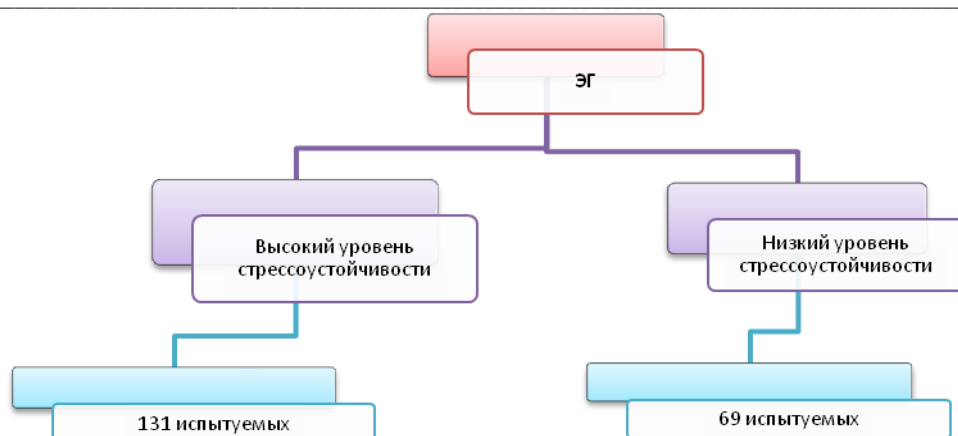 ЭГ
Высокий уровень
стрессоустойчивости
Низкий уровень
стрессоустойчивости
131 испытуемых
69 испытуемых